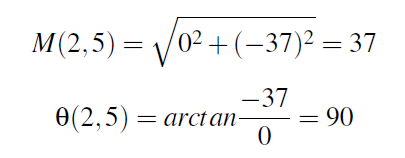 M(2,5) = √(0² + (−37)²) = 37
θ(2,5) = arctan −37/0 = 90